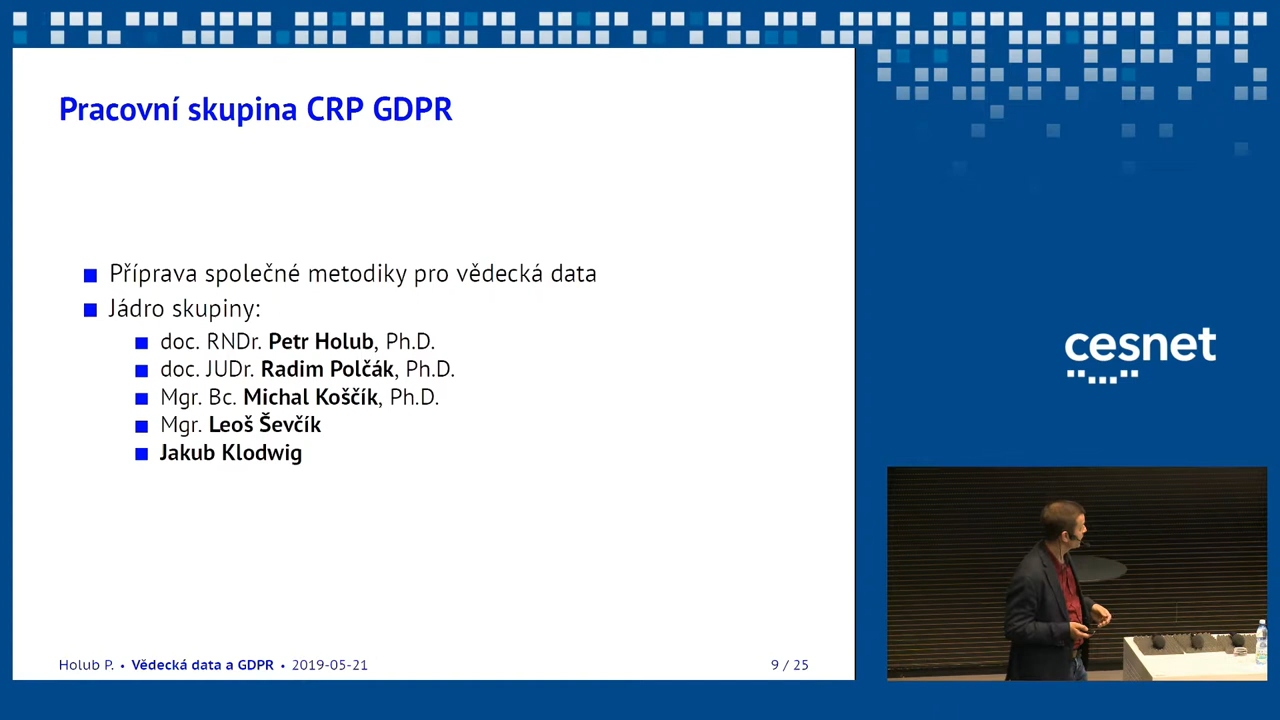 Pracovní skupina CRP GDPR
Příprava společné metodiky pro vědecká data
Jádro skupiny:
doc. RNDr. Petr Holub, Ph.D.
doc. JUDr. Radim Polčák, Ph.D.
Mgr. Bc. Michal Koščík, Ph.D.
Mgr. Leoš Ševčík
Jakub Klodwig
Holub P. • Vědecká data a GDPR • 2019-05-21
9 / 25
cesnet